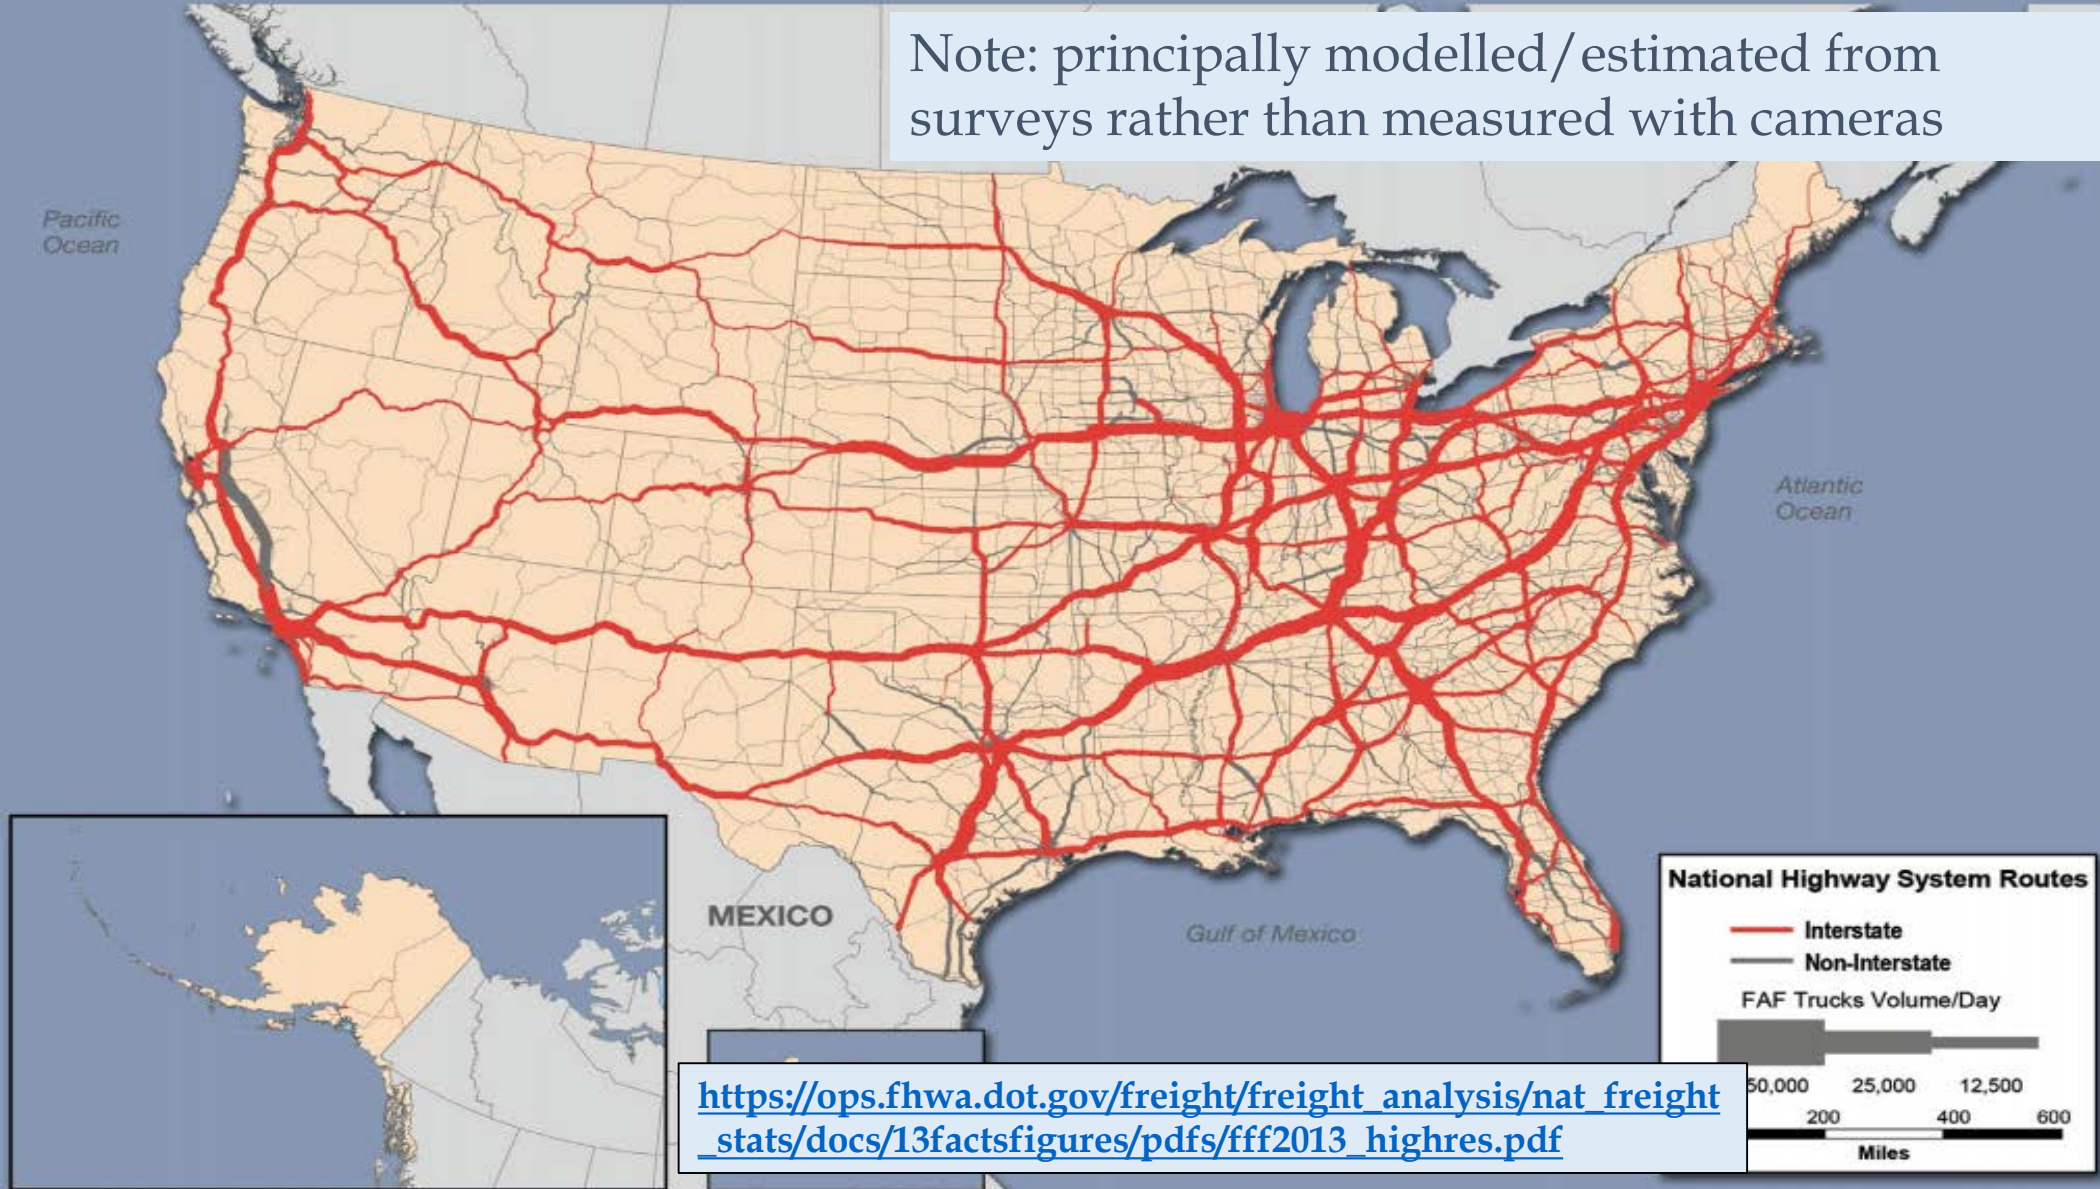 Note: principally modelled/estimated from
surveys rather than measured with cameras
Pacific
Ocean
Atlantic
Ocean
MEXICO
Gulf of Mexico
National Highway System Routes
Interstate
Non-Interstate
FAF Trucks Volume/Day
50,000 25,000 12,500
200 400 600
Miles
https://ops.fhwa.dot.gov/freight/freight_analysis/nat_freight
_stats/docs/13factsfigures/pdfs/fff2013_highres.pdf